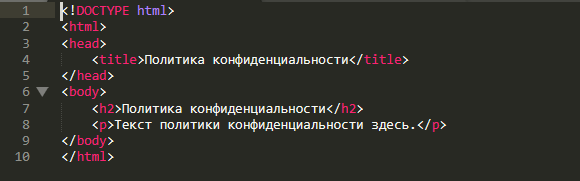 1 <!DOCTYPE html>
2 <html>
3 <head>
4     <title>Политика конфиденциальности</title>
5 </head>
6 <body>
7     <h2>Политика конфиденциальности</h2>
8     <p>Текст политики конфиденциальности здесь.</p>
9 </body>
10 </html>